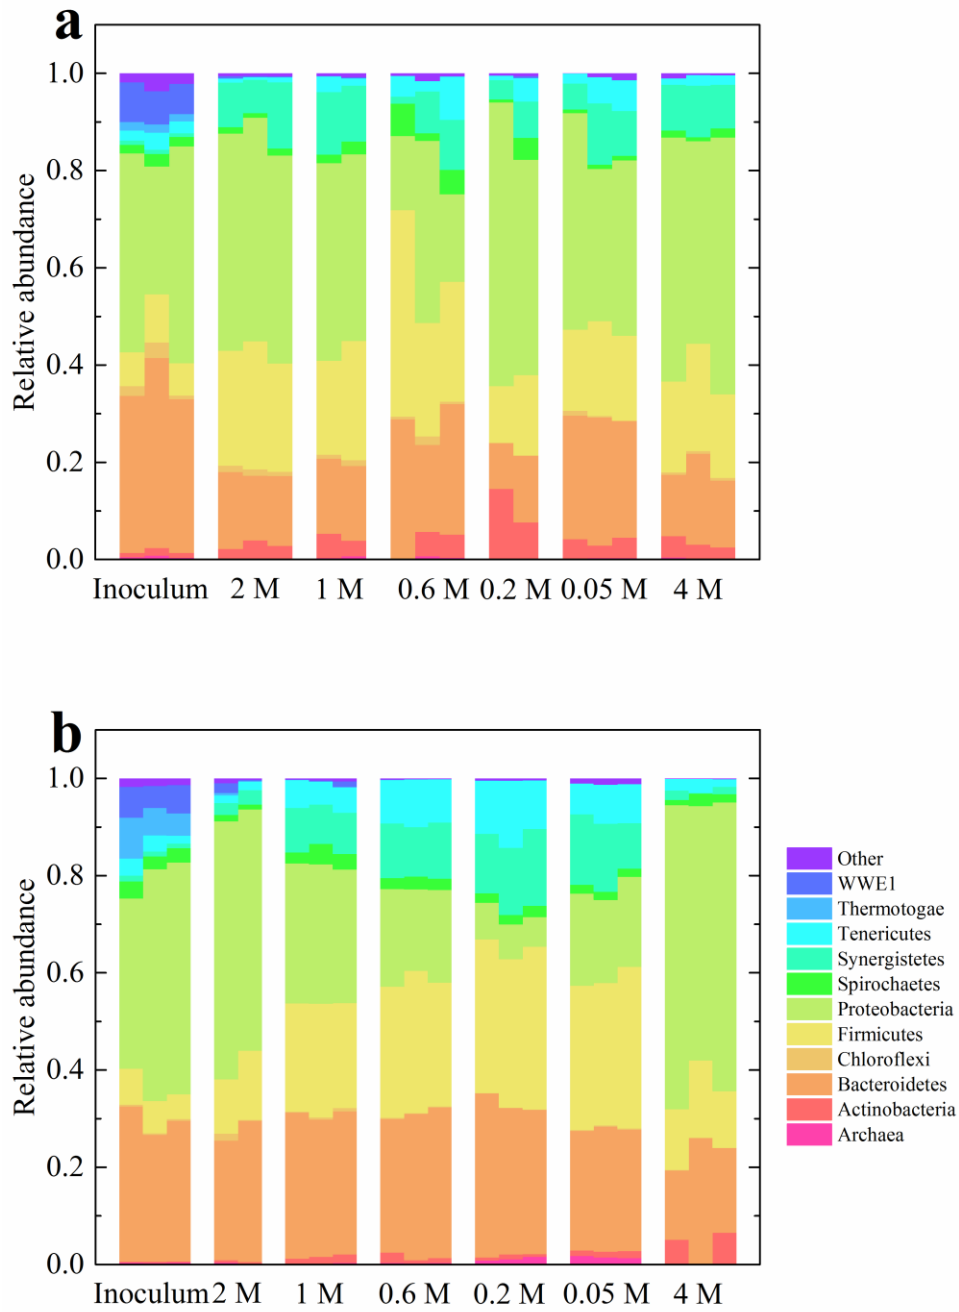 a
1.0
0.8
0.6
0.4
0.2
0.0
Relative abundance
Inoculum 2 M 1 M 0.6 M 0.2 M 0.05 M 4 M
b
1.0
0.8
0.6
0.4
0.2
0.0
Relative abundance
Inoculum 2 M 1 M 0.6 M 0.2 M 0.05 M 4 M
Other
WWE1
Thermotogae
Tenericutes
Synergistetes
Spirochaetes
Proteobacteria
Firmicutes
Chloroflexi
Bacteroidetes
Actinobacteria
Archaea